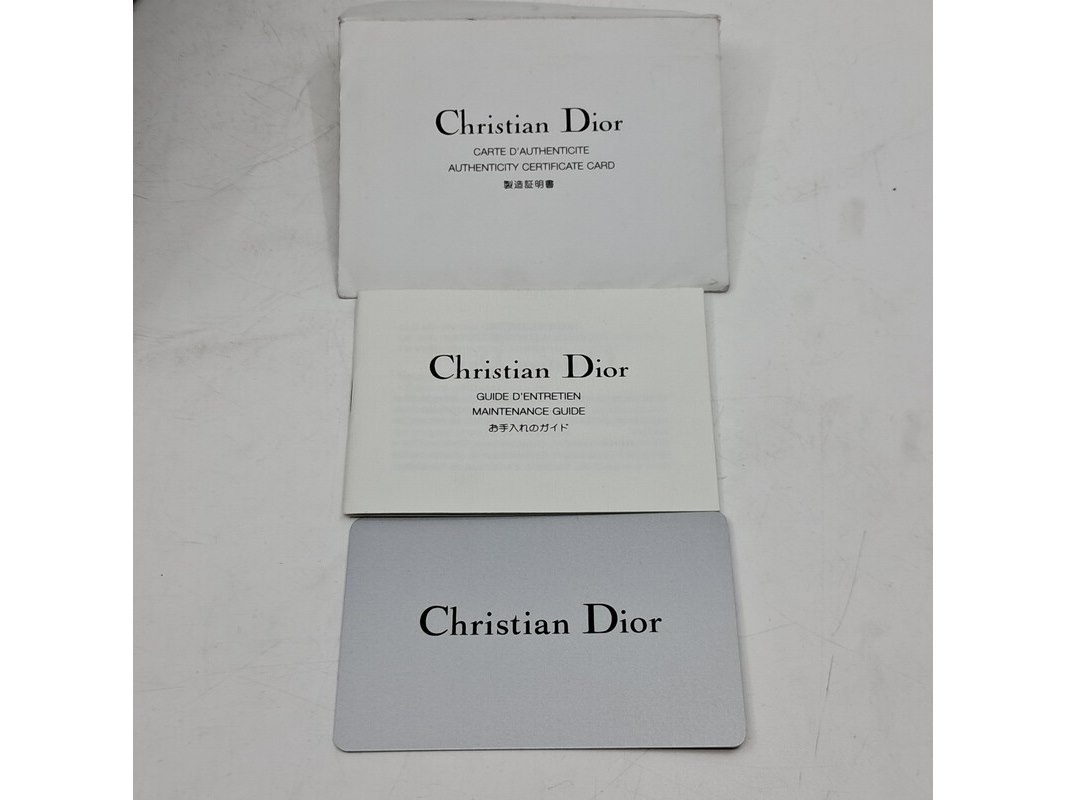 Christian Dior
CARTE D'AUTHENTICITE
AUTHENTICITY CERTIFICATE CARD
製造証明書
Christian Dior
GUIDE D'ENTRETIEN
MAINTENANCE GUIDE
お手入れのガイド
Christian Dior